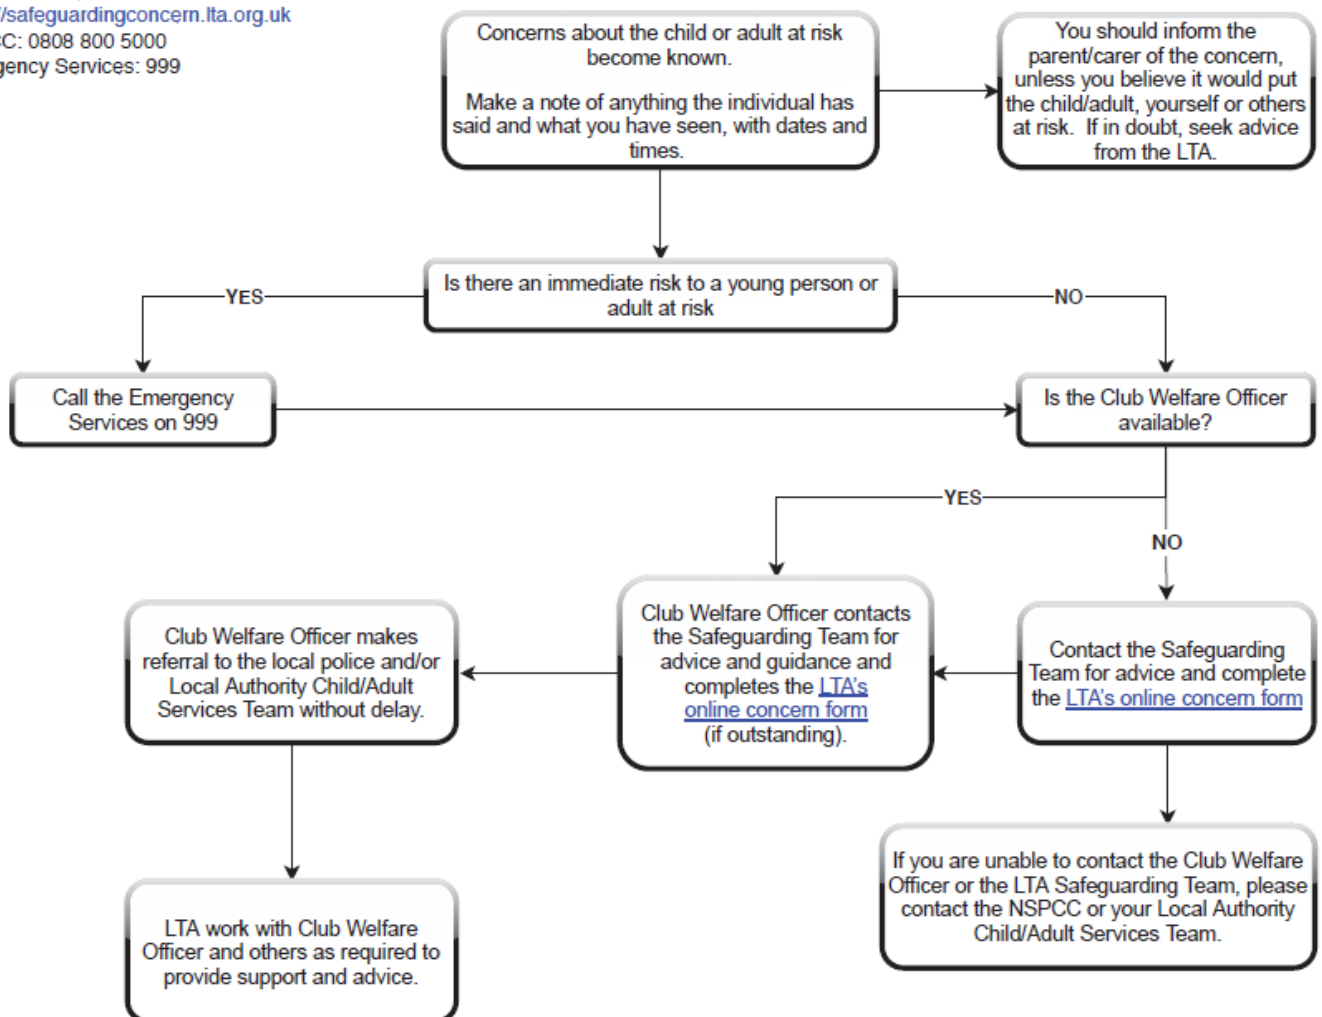 //safeguardingconcern.lta.org.uk
C: 0808 800 5000
gency Services: 999
Concerns about the child or adult at risk
become known.
Make a note of anything the individual has
said and what you have seen, with dates and
times.
You should inform the
parent/carer of the concern,
unless you believe it would put
the child/adult, yourself or others
at risk. If in doubt, seek advice
from the LTA.
Is there an immediate risk to a young person or
adult at risk
YES
NO
Call the Emergency
Services on 999
Is the Club Welfare Officer
available?
YES
NO
Club Welfare Officer makes
referral to the local police and/or
Local Authority Child/Adult
Services Team without delay.
Club Welfare Officer contacts
the Safeguarding Team for
advice and guidance and
completes the LTA's
online concern form
(if outstanding).
Contact the Safeguarding
Team for advice and complete
the LTA's online concern form
LTA work with Club Welfare
Officer and others as required to
provide support and advice.
If you are unable to contact the Club Welfare
Officer or the LTA Safeguarding Team, please
contact the NSPCC or your Local Authority
Child/Adult Services Team.